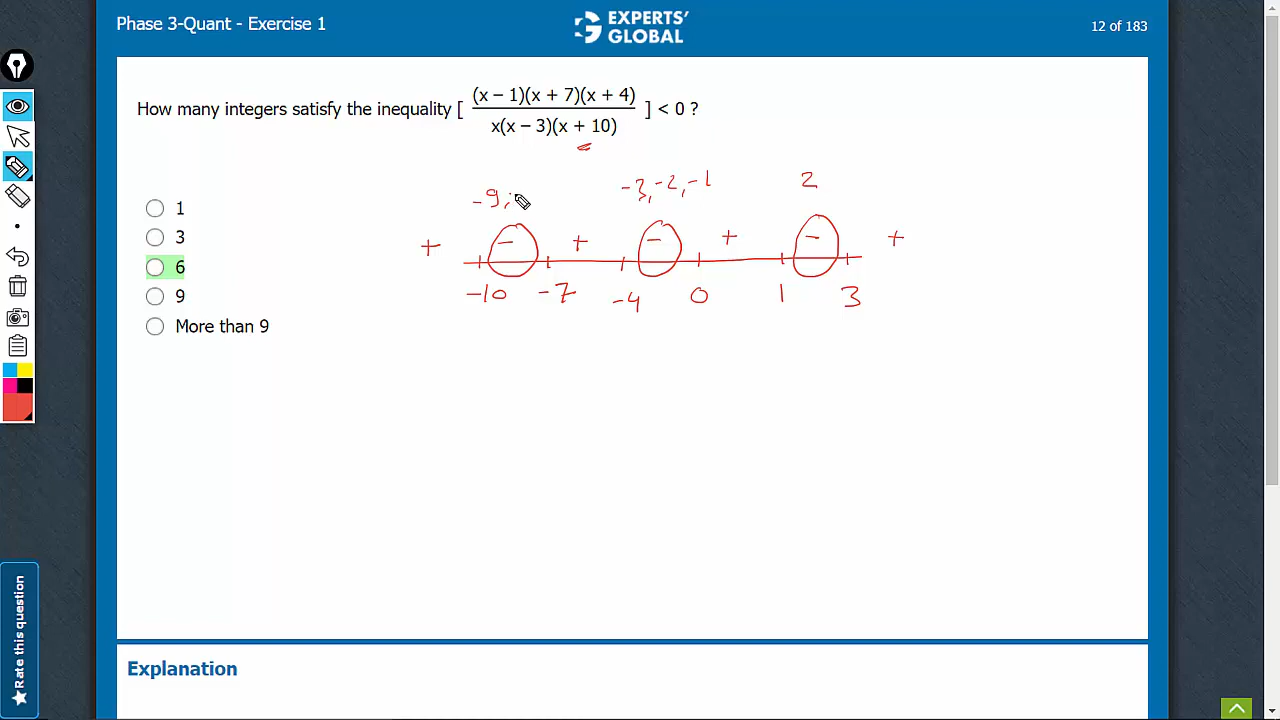 Phase 3-Quant - Exercise 1
EXPERTS'
GLOBAL
12 of 183
How many integers satisfy the inequality [ (x − 1)(x + 7)(x + 4) / x(x − 3)(x + 10) ] < 0 ?
-9,
-3,-2,-1
2
1
3
6
9
More than 9
+ − + − + − +
-10 -7 -4 0 1 3
Rate this question
Explanation